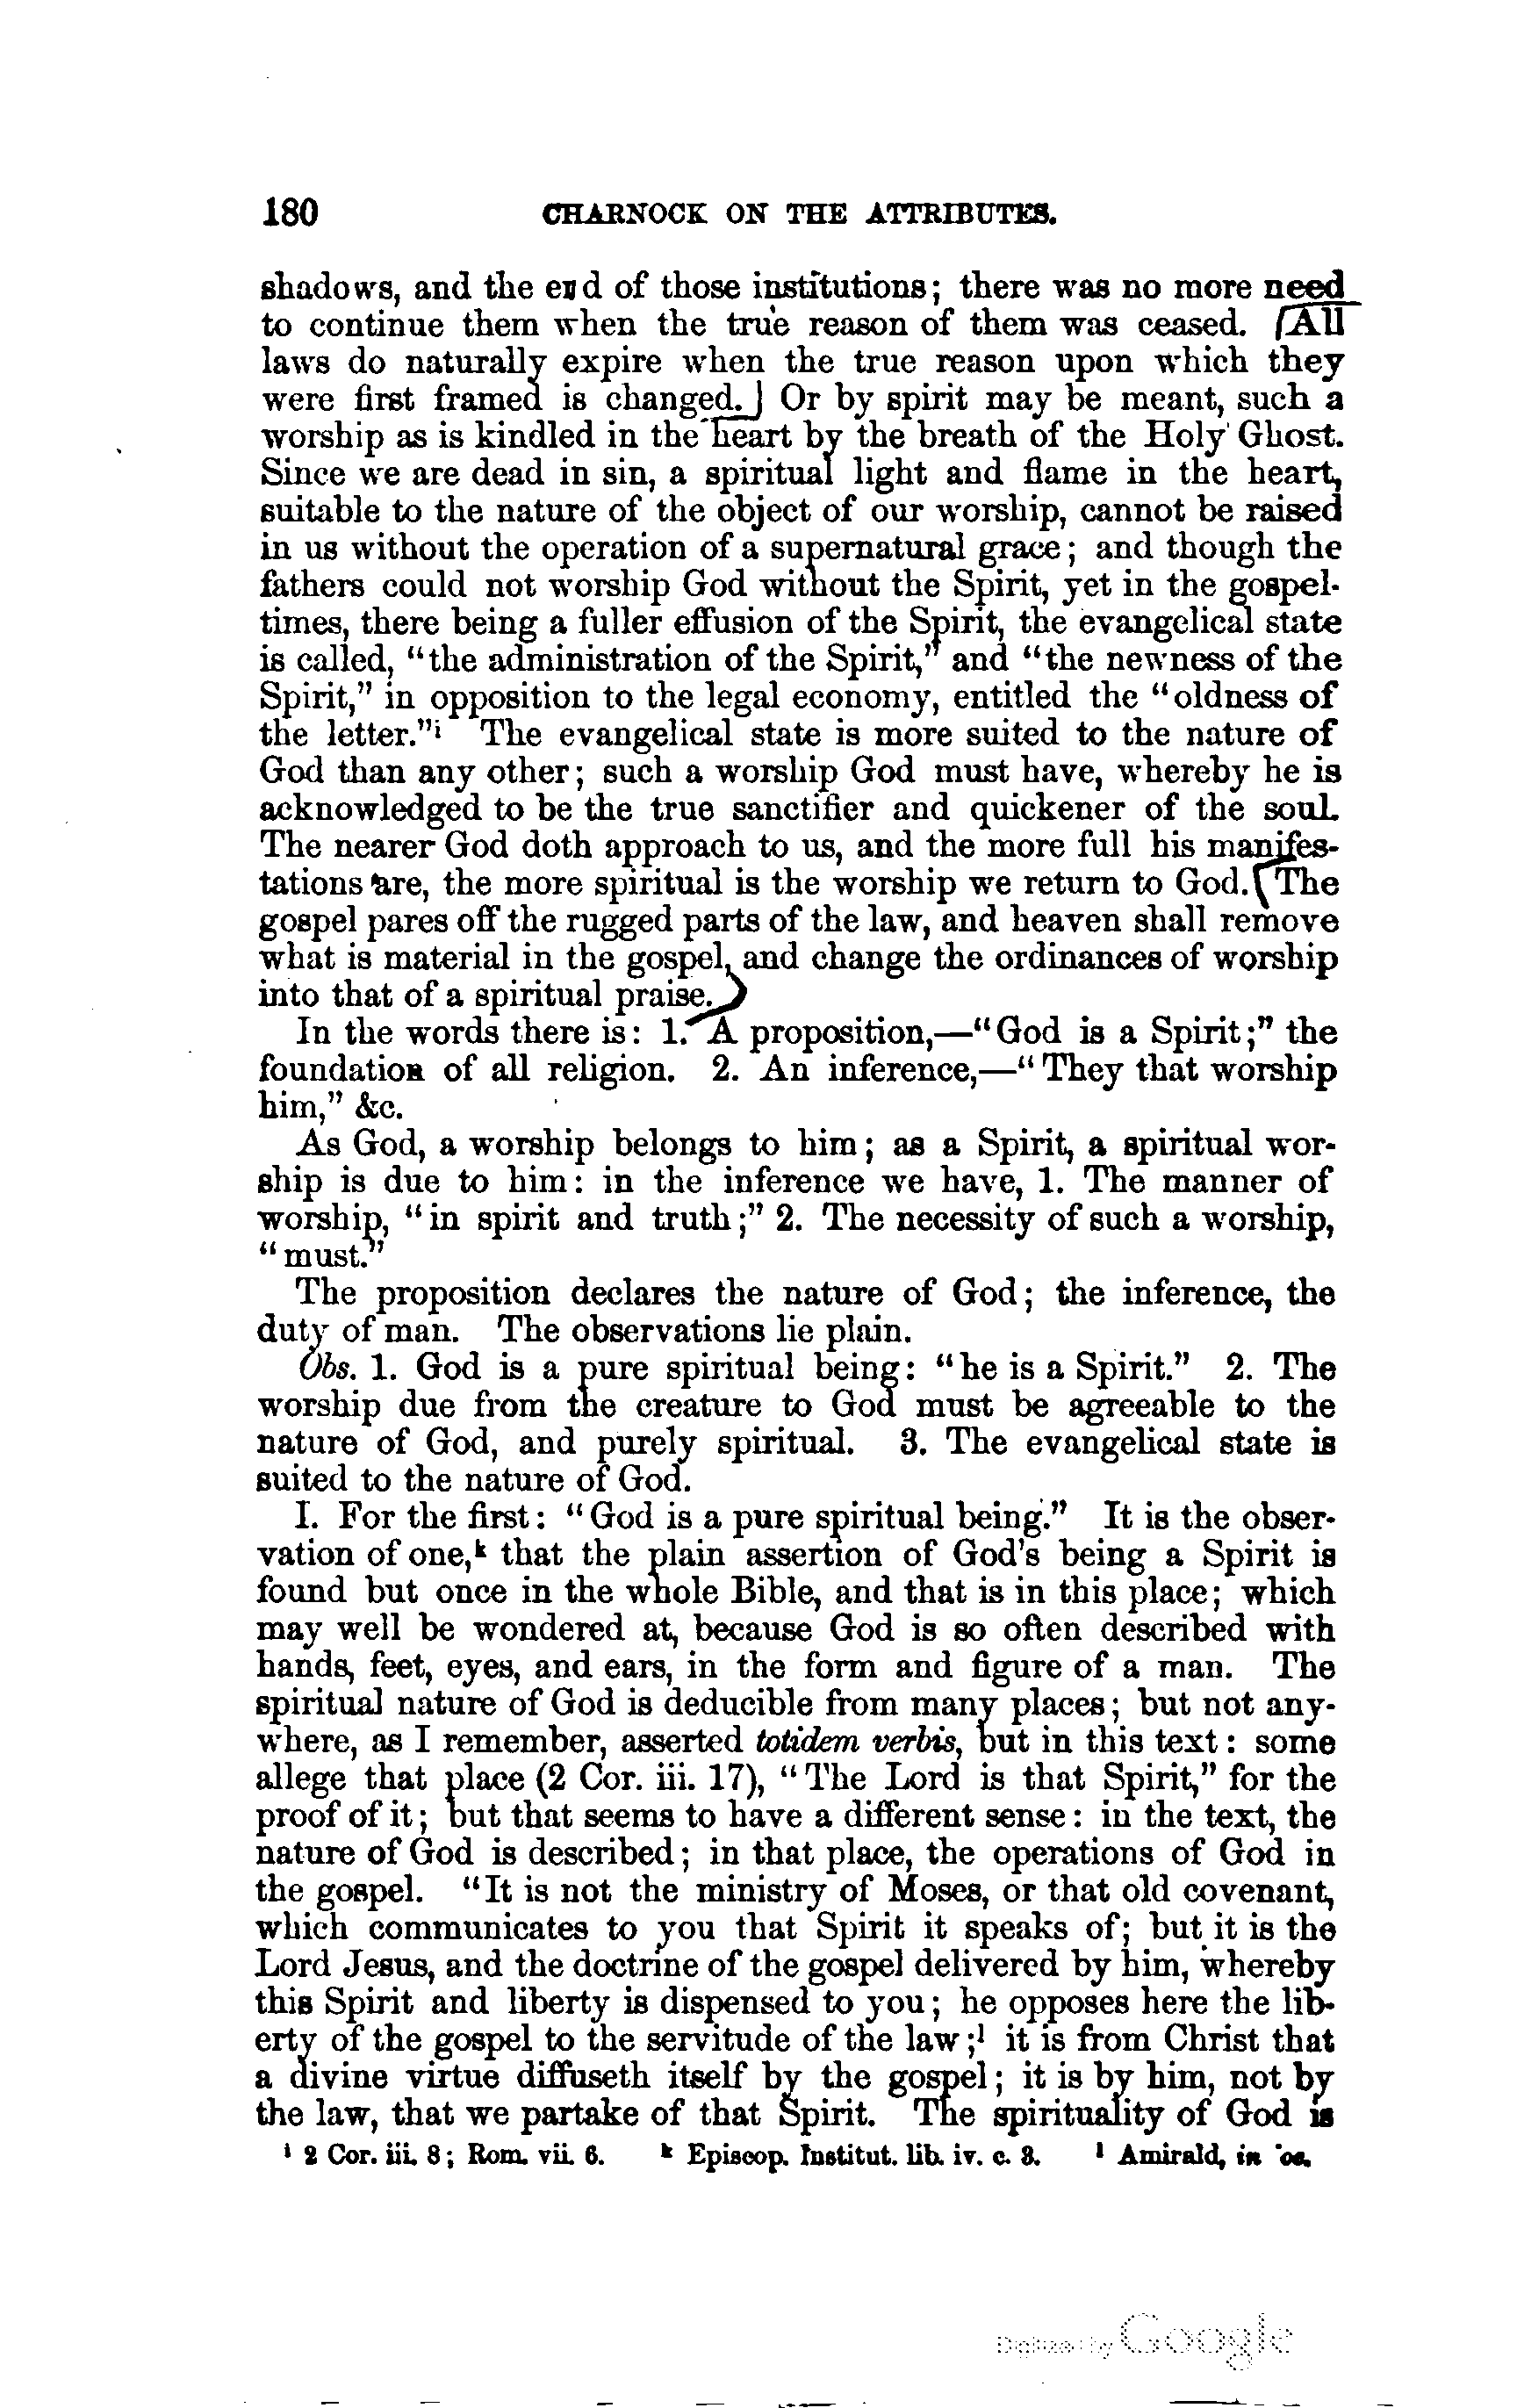 180 CHARNOCK ON THE ATTRIBUTES.
shadows, and the end of those institutions; there was no more need
to continue them when the true reason of them was ceased. All
laws do naturally expire when the true reason upon which they
were first framed is changed. Or by spirit may be meant, such a
worship as is kindled in the heart by the breath of the Holy Ghost.
Since we are dead in sin, a spiritual light and flame in the heart,
suitable to the nature of the object of our worship, cannot be raised
in us without the operation of a supernatural grace; and though the
fathers could not worship God without the Spirit, yet in the gospel-
times, there being a fuller effusion of the Spirit, the evangelical state
is called, "the administration of the Spirit," and "the newness of the
Spirit," in opposition to the legal economy, entitled the "oldness of
the letter."i The evangelical state is more suited to the nature of
God than any other; such a worship God must have, whereby he is
acknowledged to be the true sanctifier and quickener of the soul.
The nearer God doth approach to us, and the more full his manifes-
tations are, the more spiritual is the worship we return to God. The
gospel pares off the rugged parts of the law, and heaven shall remove
what is material in the gospel, and change the ordinances of worship
into that of a spiritual praise.
In the words there is: 1. A proposition,—"God is a Spirit;" the
foundation of all religion. 2. An inference,—"They that worship
him," &c.
As God, a worship belongs to him; as a Spirit, a spiritual wor-
ship is due to him: in the inference we have, 1. The manner of
worship, "in spirit and truth;" 2. The necessity of such a worship,
"must."
The proposition declares the nature of God; the inference, the
duty of man. The observations lie plain.
Obs. 1. God is a pure spiritual being: "he is a Spirit." 2. The
worship due from the creature to God must be agreeable to the
nature of God, and purely spiritual. 3. The evangelical state is
suited to the nature of God.
I. For the first: "God is a pure spiritual being." It is the obser-
vation of one,k that the plain assertion of God's being a Spirit is
found but once in the whole Bible, and that is in this place; which
may well be wondered at, because God is so often described with
hands, feet, eyes, and ears, in the form and figure of a man. The
spiritual nature of God is deducible from many places; but not any-
where, as I remember, asserted totidem verbis, but in this text: some
allege that place (2 Cor. iii. 17), "The Lord is that Spirit," for the
proof of it; but that seems to have a different sense: in the text, the
nature of God is described; in that place, the operations of God in
the gospel. "It is not the ministry of Moses, or that old covenant,
which communicates to you that Spirit it speaks of; but it is the
Lord Jesus, and the doctrine of the gospel delivered by him, whereby
this Spirit and liberty is dispensed to you; he opposes here the lib-
erty of the gospel to the servitude of the law;l it is from Christ that
a divine virtue diffuseth itself by the gospel; it is by him, not by
the law, that we partake of that Spirit. The spirituality of God is
i 2 Cor. iii. 8; Rom. vii. 6. k Episcop. Institut. lib. iv. c. 3. l Amirald, in loc.
Digitized by Google